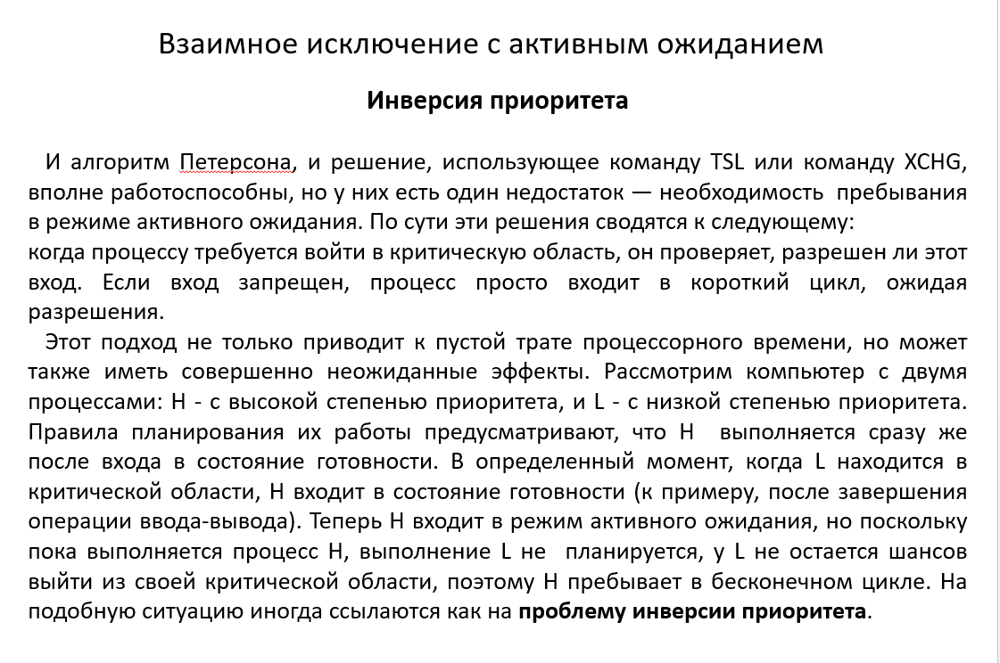 Взаимное исключение с активным ожиданием
Инверсия приоритета
И алгоритм Петерсона, и решение, использующее команду TSL или команду XCHG,
вполне работоспособны, но у них есть один недостаток — необходимость пребывания
в режиме активного ожидания. По сути эти решения сводятся к следующему:
когда процессу требуется войти в критическую область, он проверяет, разрешен ли этот
вход. Если вход запрещен, процесс просто входит в короткий цикл, ожидая
разрешения.
Этот подход не только приводит к пустой трате процессорного времени, но может
также иметь совершенно неожиданные эффекты. Рассмотрим компьютер с двумя
процессами: H - с высокой степенью приоритета, и L - с низкой степенью приоритета.
Правила планирования их работы предусматривают, что H выполняется сразу же
после входа в состояние готовности. В определенный момент, когда L находится в
критической области, H входит в состояние готовности (к примеру, после завершения
операции ввода-вывода). Теперь H входит в режим активного ожидания, но поскольку
пока выполняется процесс H, выполнение L не планируется, у L не остается шансов
выйти из своей критической области, поэтому H пребывает в бесконечном цикле. На
подобную ситуацию иногда ссылаются как на проблему инверсии приоритета.